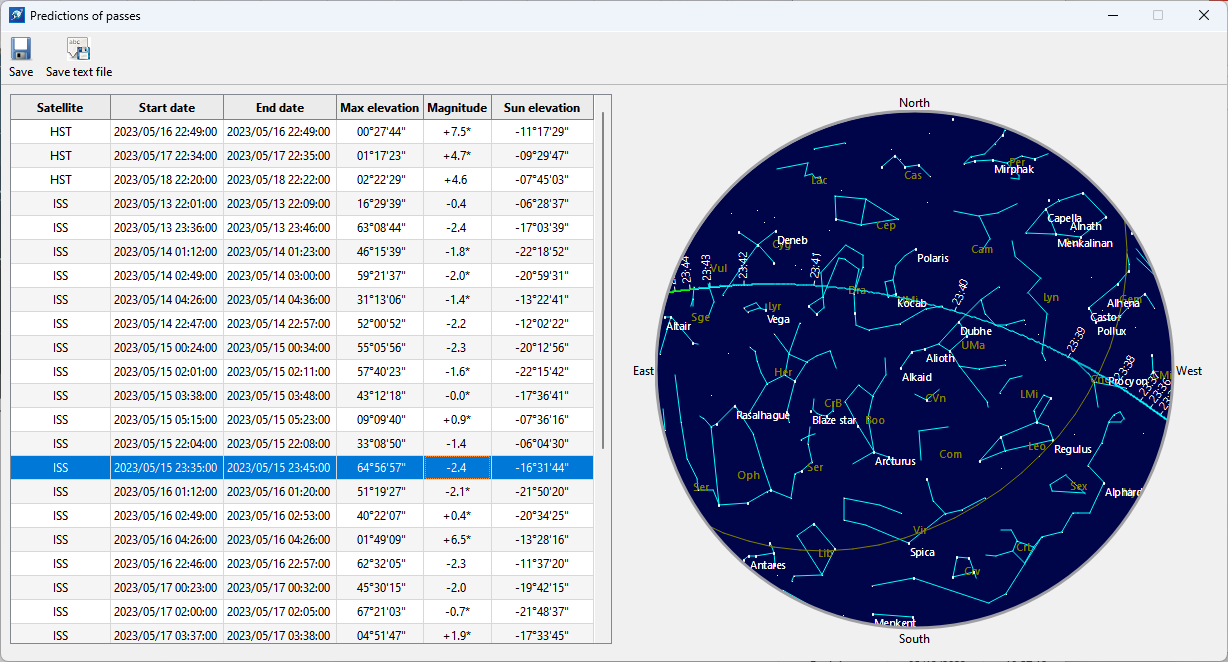 Predictions of passes
Save Save text file
Satellite Start date End date Max elevation Magnitude Sun elevation
HST 2023/05/16 22:49:00 2023/05/16 22:49:00 00°27'44" +7.5* -11°17'29"
HST 2023/05/17 22:34:00 2023/05/17 22:35:00 01°17'23" +4.7* -09°29'47"
HST 2023/05/18 22:20:00 2023/05/18 22:22:00 02°22'29" +4.6 -07°45'03"
ISS 2023/05/13 22:01:00 2023/05/13 22:09:00 16°29'39" -0.4 -06°28'37"
ISS 2023/05/13 23:36:00 2023/05/13 23:46:00 63°08'44" -2.4 -17°03'39"
ISS 2023/05/14 01:12:00 2023/05/14 01:23:00 46°15'39" -1.8* -22°18'52"
ISS 2023/05/14 02:49:00 2023/05/14 03:00:00 59°21'37" -2.0* -20°59'31"
ISS 2023/05/14 04:26:00 2023/05/14 04:36:00 31°13'06" -1.4* -13°22'41"
ISS 2023/05/14 22:47:00 2023/05/14 22:57:00 52°00'52" -2.2 -12°02'22"
ISS 2023/05/15 00:24:00 2023/05/15 00:34:00 55°05'56" -2.3 -20°12'56"
ISS 2023/05/15 02:01:00 2023/05/15 02:11:00 57°40'23" -1.6* -22°15'42"
ISS 2023/05/15 03:38:00 2023/05/15 03:48:00 43°12'18" -0.0* -17°36'41"
ISS 2023/05/15 05:15:00 2023/05/15 05:23:00 09°09'40" +0.9* -07°36'16"
ISS 2023/05/15 22:04:00 2023/05/15 22:08:00 33°08'50" -1.4 -06°04'30"
ISS 2023/05/15 23:35:00 2023/05/15 23:45:00 64°56'57" -2.4 -16°31'44"
ISS 2023/05/16 01:12:00 2023/05/16 01:20:00 51°19'27" -2.1* -21°50'20"
ISS 2023/05/16 02:49:00 2023/05/16 02:53:00 40°22'07" +0.4* -20°34'25"
ISS 2023/05/16 04:26:00 2023/05/16 04:26:00 01°49'09" +6.5* -13°28'16"
ISS 2023/05/16 22:46:00 2023/05/16 22:57:00 62°32'05" -2.3 -11°37'20"
ISS 2023/05/17 00:23:00 2023/05/17 00:32:00 45°30'15" -2.0 -19°42'15"
ISS 2023/05/17 02:00:00 2023/05/17 02:05:00 67°21'03" -0.7* -21°48'37"
ISS 2023/05/17 03:37:00 2023/05/17 03:38:00 04°51'47" +1.9* -17°33'45"
North
Per
Mirphak
Cas
Lac
Capella
Cep
Alnath
Deneb
Menkalinan
Cyg
Cam
Polaris
23:44 23:43 23:42 23:41
Vul
Dra
23:40
Lyn
Gem
Kocab
Alhena
Lyr
Sge
Vega
Castor
Altair
Dubhe
Pollux
23:39
UMa
Alioth
23:38
East
West
Her
Alkaid
Procyon
CMi
23:37
23:36
LMi
CVn
CrB
Rasalhague
Blaze star
Boo
Leo
Regulus
Com
Arcturus
Ser
Oph
Ser
Sex
Alphard
Vir
Lib
Spica
Crt
Antares
Crv
Menkent
South